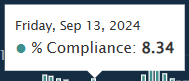 Friday, Sep 13, 2024
% Compliance: 8.34